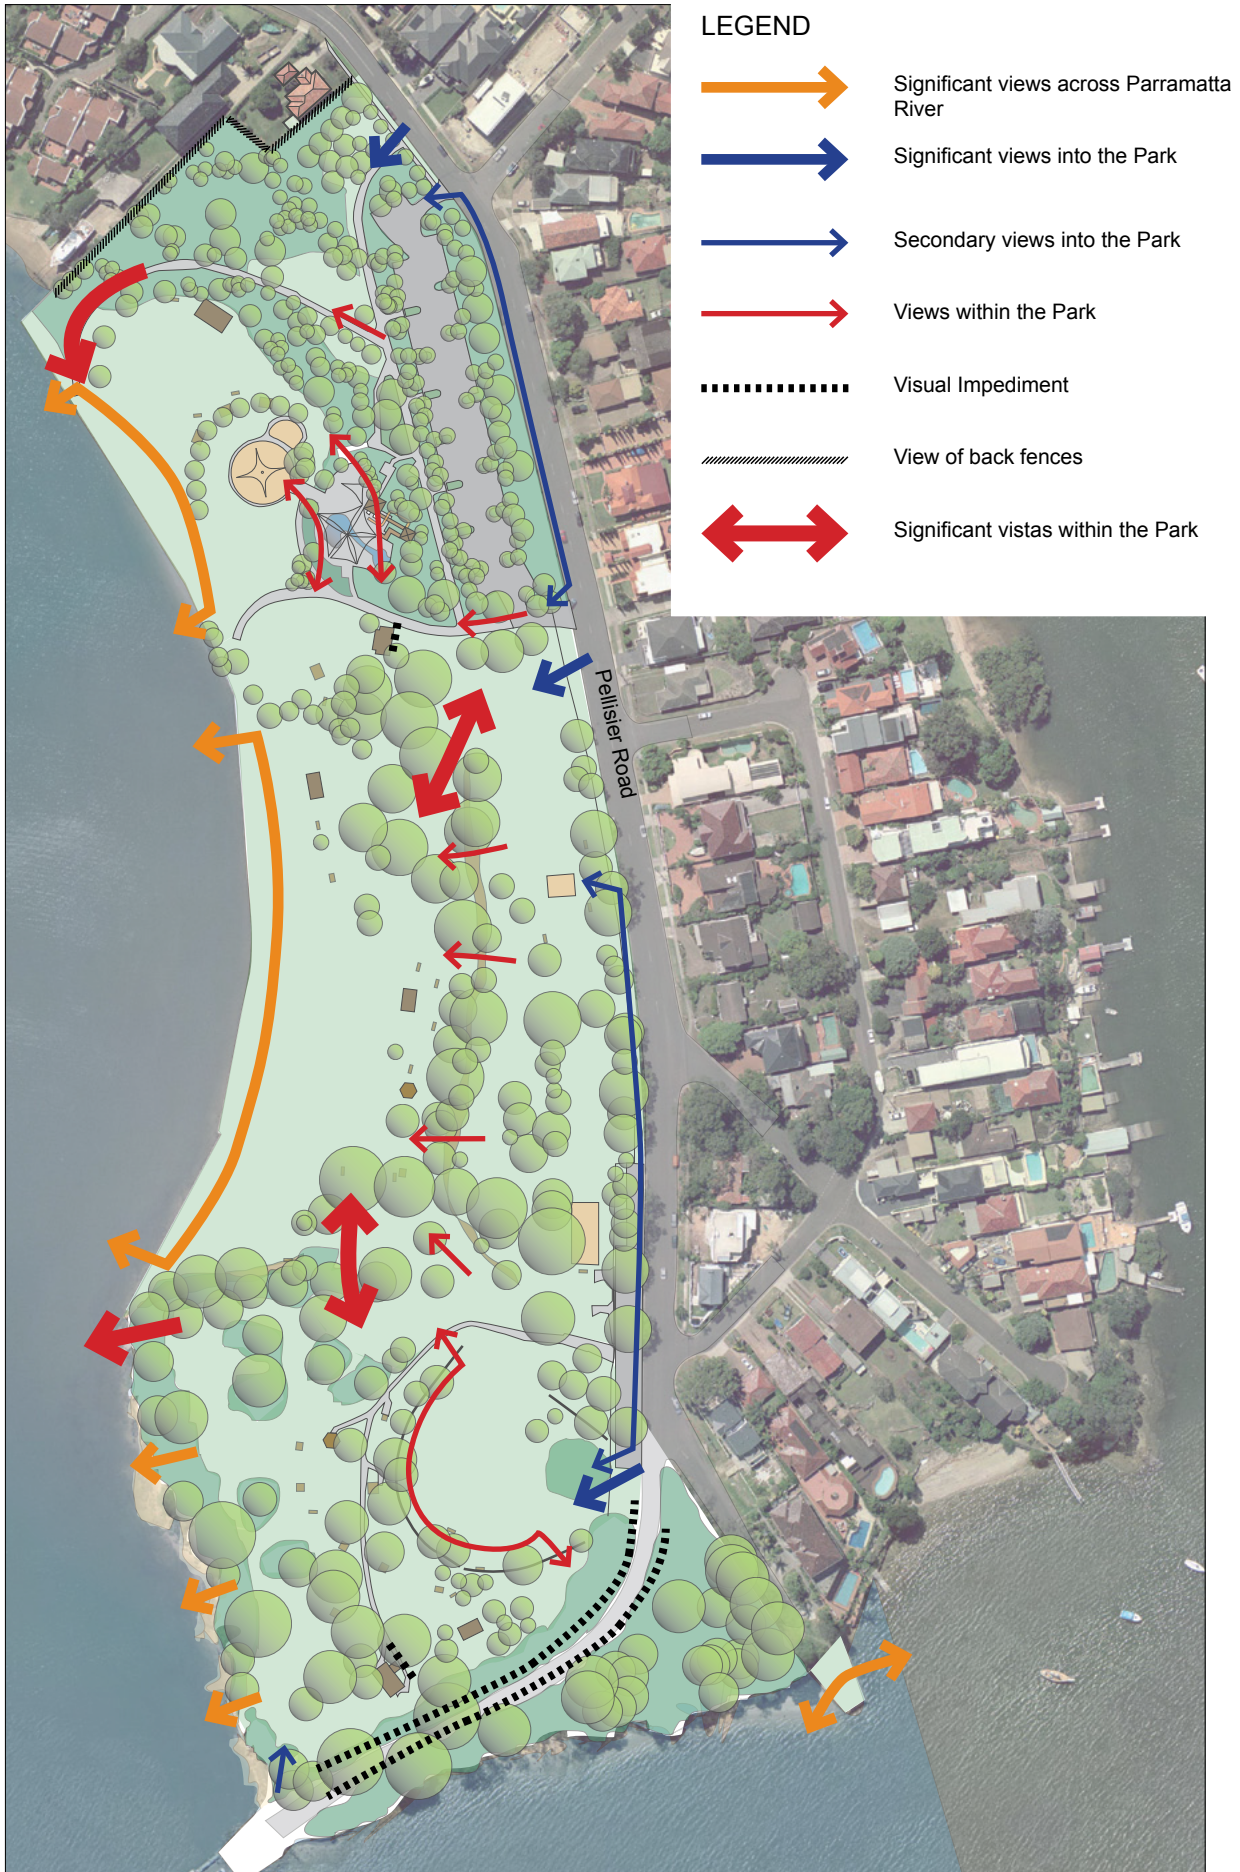 LEGEND
Significant views across Parramatta
River
Significant views into the Park
Secondary views into the Park
Views within the Park
Visual Impediment
View of back fences
Significant vistas within the Park
Pellisier Road